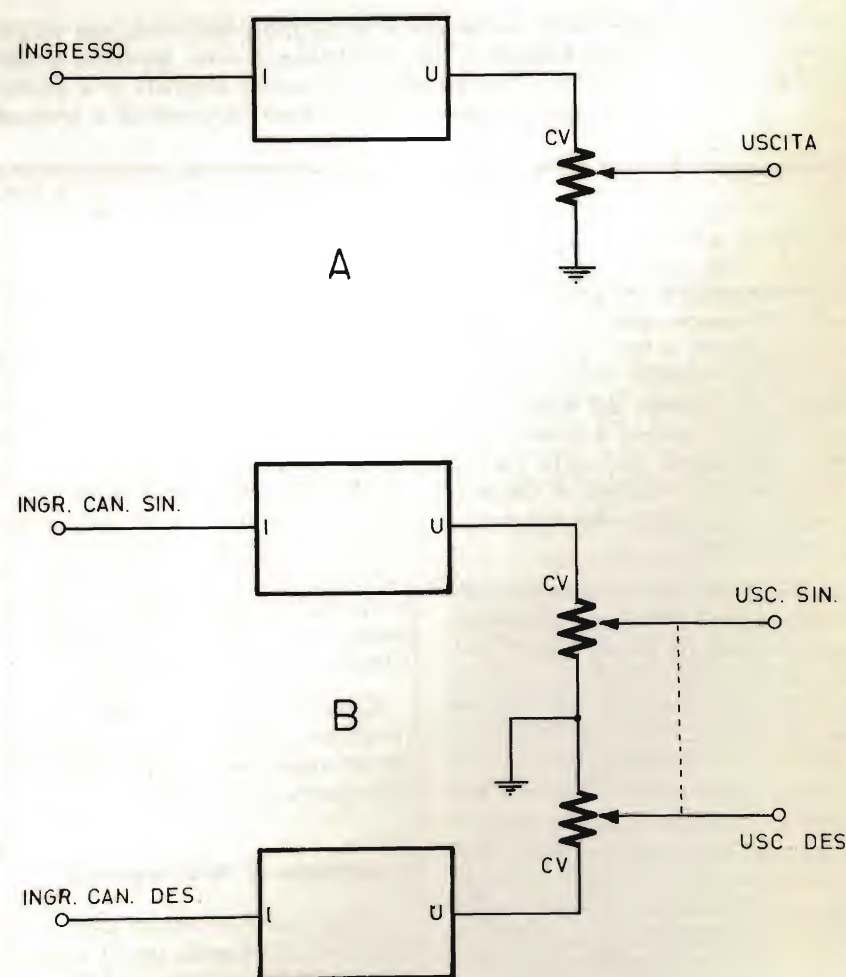 INGRESSO
I
U
CV
USCITA
A
INGR. CAN. SIN.
I
U
CV
USC. SIN.
B
USC. DES
CV
INGR. CAN. DES.
I
U